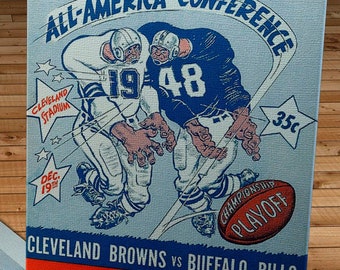 ALL-AMERICA CONFERENCE
19
48
CLEVELAND
STADIUM
35¢
DEC.
19TH
CHAMPIONSHIP
PLAYOFF
CLEVELAND BROWNS VS BUFFALO BILLS